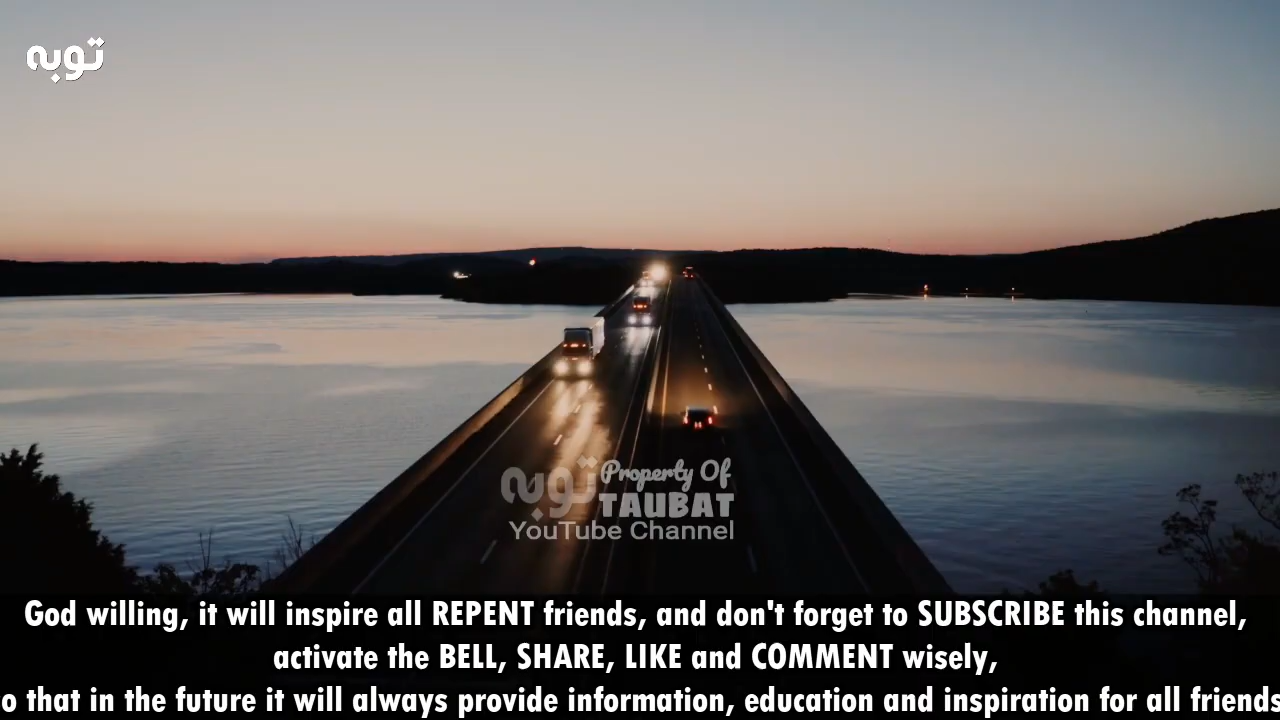 توبه
توبه Property Of
TAUBAT
YouTube Channel
God willing, it will inspire all REPENT friends, and don't forget to SUBSCRIBE this channel,
activate the BELL, SHARE, LIKE and COMMENT wisely,
o that in the future it will always provide information, education and inspiration for all friends